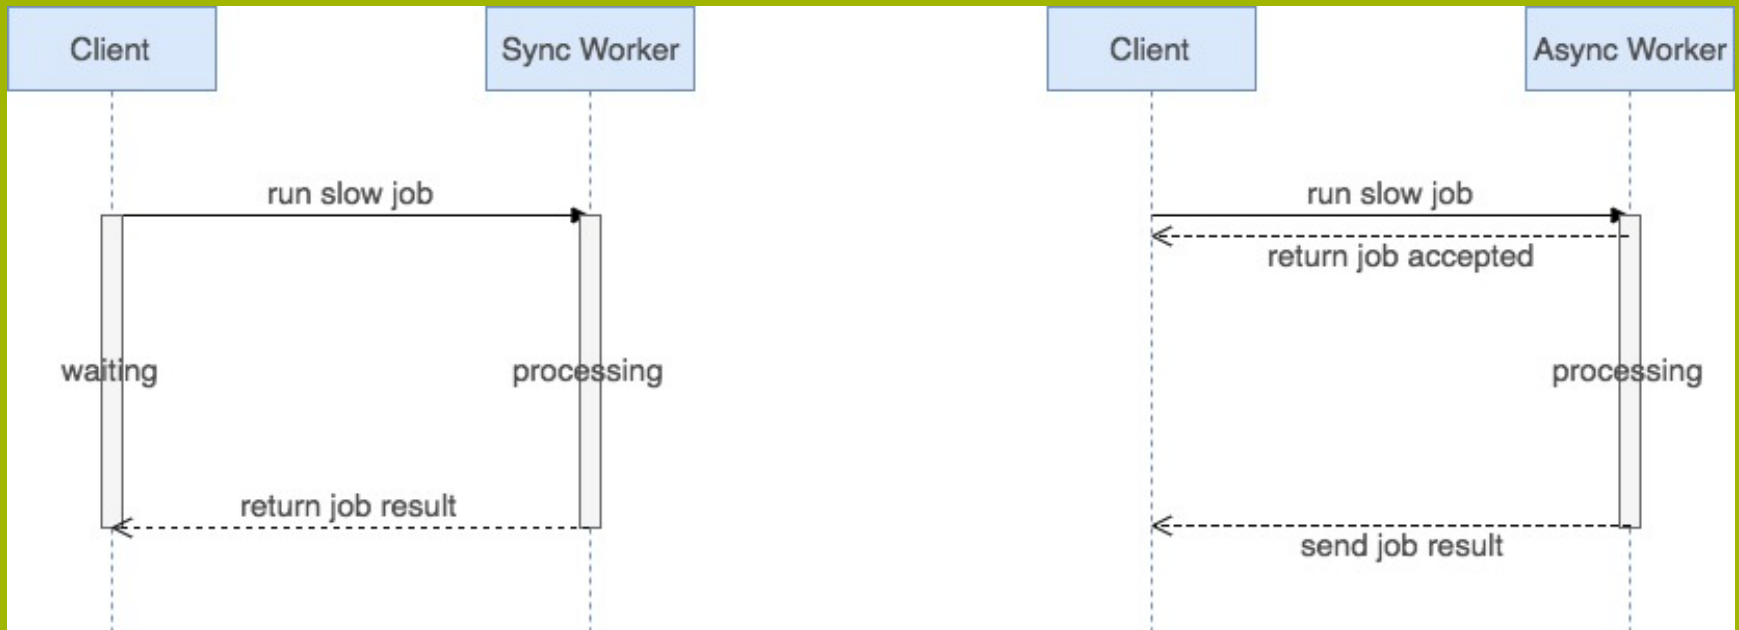 Client
Sync Worker
run slow job
waiting
processing
return job result
Client
Async Worker
run slow job
return job accepted
processing
send job result